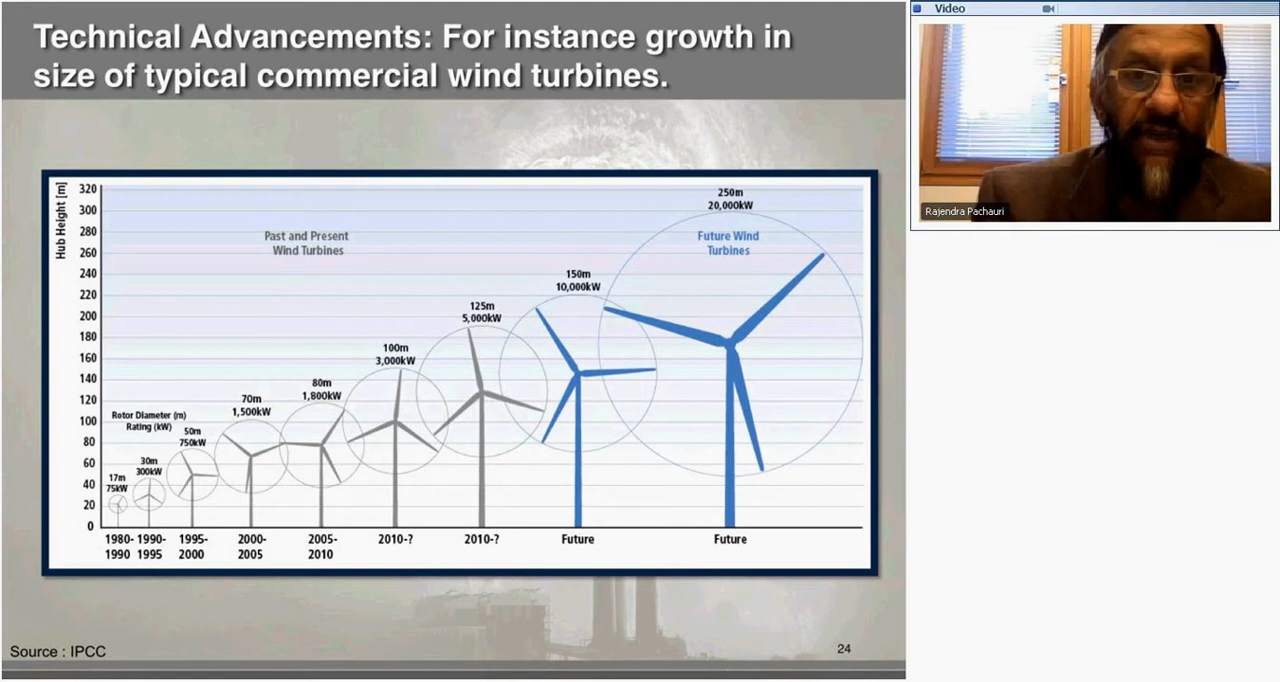 Technical Advancements: For instance growth in
size of typical commercial wind turbines.
Hub Height [m]
320
300
280
260
240
220
200
180
160
140
120
100
80
60
40
20
0
Past and Present
Wind Turbines
Future Wind
Turbines
Rotor Diameter (m)
Rating (kW)
17m
75kW
30m
300kW
50m
750kW
70m
1,500kW
80m
1,800kW
100m
3,000kW
125m
5,000kW
150m
10,000kW
250m
20,000kW
1980-
1990
1990-
1995
1995-
2000
2000-
2005
2005-
2010
2010-?
2010-?
Future
Future
Source : IPCC
24
Video
Rajendra Pachauri